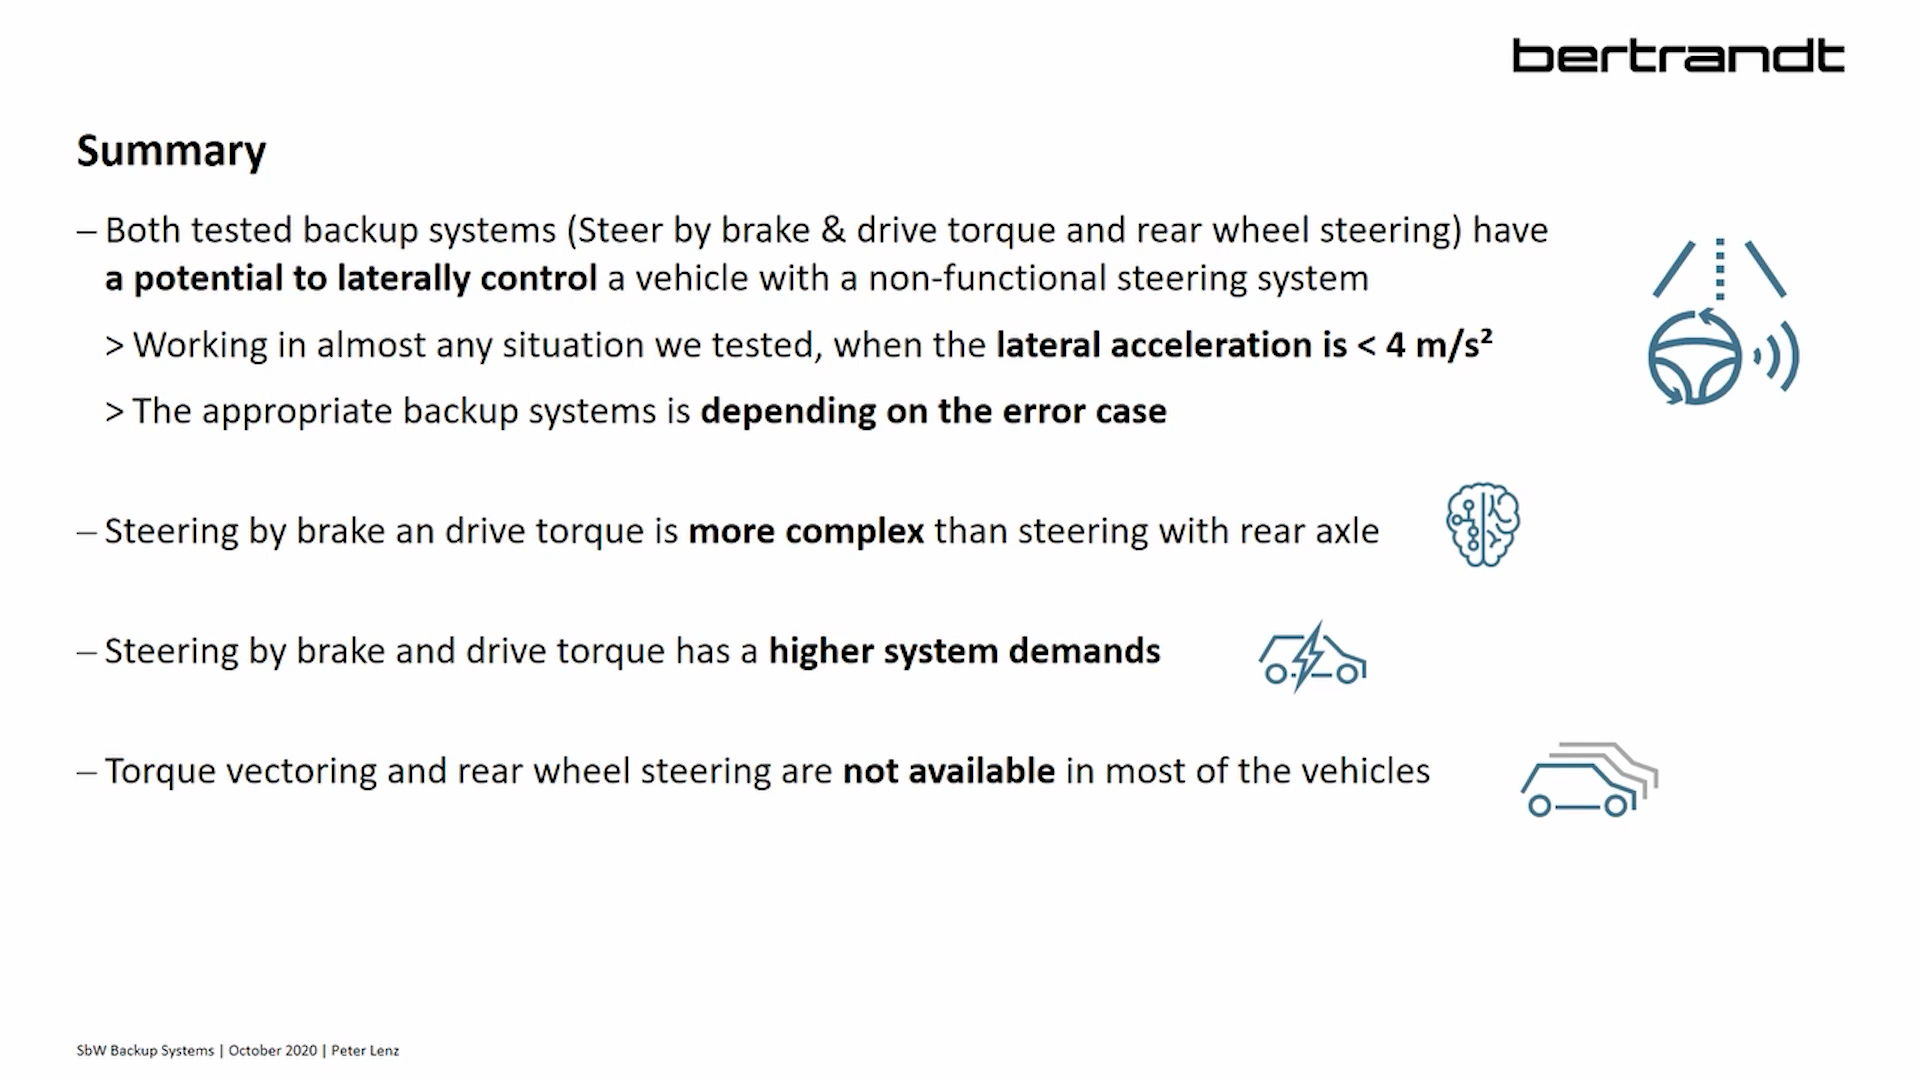 bertrandt
Summary
– Both tested backup systems (Steer by brake & drive torque and rear wheel steering) have
a potential to laterally control a vehicle with a non-functional steering system
> Working in almost any situation we tested, when the lateral acceleration is < 4 m/s²
> The appropriate backup systems is depending on the error case
– Steering by brake an drive torque is more complex than steering with rear axle
– Steering by brake and drive torque has a higher system demands
– Torque vectoring and rear wheel steering are not available in most of the vehicles
SbW Backup Systems | October 2020 | Peter Lenz